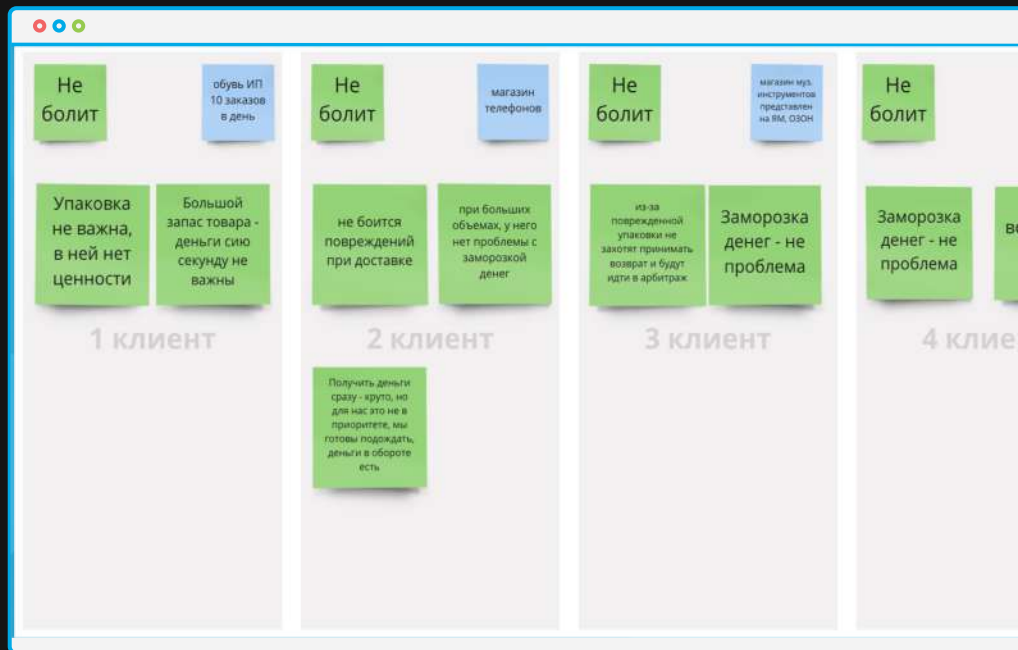 Не
болит
обувь ИП
10 заказов
в день
Упаковка
не важна,
в ней нет
ценности
Большой
запас товара -
деньги сию
секунду не
важны
1 клиент
Не
болит
магазин
телефонов
не боится
повреждений
при доставке
при больших
объемах, у него
нет проблемы с
заморозкой
денег
2 клиент
Получить деньги
сразу - круто, но
для нас это не в
приоритете, мы
готовы подождать,
деньги в обороте
есть
Не
болит
магазин муз.
инструментов
представлен
на ЯМ, ОЗОН
из-за
поврежденной
упаковки не
захотят принимать
возврат и будут
идти в арбитраж
Заморозка
денег - не
проблема
3 клиент
Не
болит
Заморозка
денег - не
проблема
4